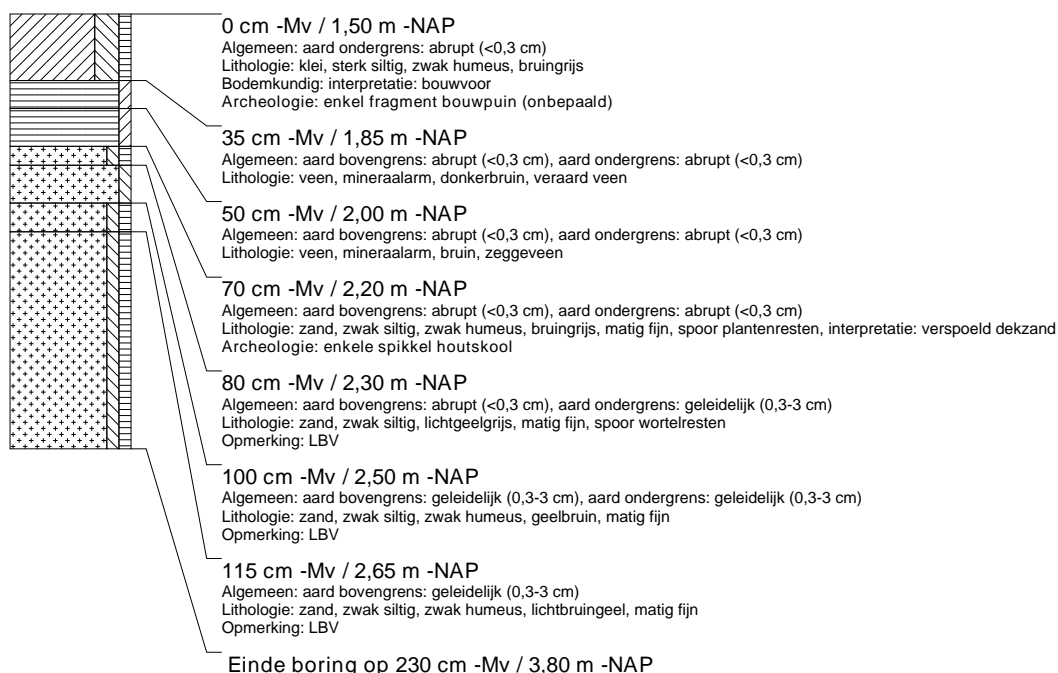 0 cm -Mv / 1,50 m -NAP
Algemeen: aard ondergrens: abrupt (<0,3 cm)
Lithologie: klei, sterk siltig, zwak humeus, bruingrijs
Bodemkundig: interpretatie: bouwvoor
Archeologie: enkel fragment bouwpuin (onbepaald)
35 cm -Mv / 1,85 m -NAP
Algemeen: aard bovengrens: abrupt (<0,3 cm), aard ondergrens: abrupt (<0,3 cm)
Lithologie: veen, mineraalarm, donkerbruin, veraard veen
50 cm -Mv / 2,00 m -NAP
Algemeen: aard bovengrens: abrupt (<0,3 cm), aard ondergrens: abrupt (<0,3 cm)
Lithologie: veen, mineraalarm, bruin, zeggeveen
70 cm -Mv / 2,20 m -NAP
Algemeen: aard bovengrens: abrupt (<0,3 cm), aard ondergrens: abrupt (<0,3 cm)
Lithologie: zand, zwak siltig, zwak humeus, bruingrijs, matig fijn, spoor plantenresten, interpretatie: verspoeld dekzand
Archeologie: enkele spikkel houtskool
80 cm -Mv / 2,30 m -NAP
Algemeen: aard bovengrens: abrupt (<0,3 cm), aard ondergrens: geleidelijk (0,3-3 cm)
Lithologie: zand, zwak siltig, lichtgeelgrijs, matig fijn, spoor wortelresten
Opmerking: LBV
100 cm -Mv / 2,50 m -NAP
Algemeen: aard bovengrens: geleidelijk (0,3-3 cm), aard ondergrens: geleidelijk (0,3-3 cm)
Lithologie: zand, zwak siltig, zwak humeus, geelbruin, matig fijn
Opmerking: LBV
115 cm -Mv / 2,65 m -NAP
Algemeen: aard bovengrens: geleidelijk (0,3-3 cm)
Lithologie: zand, zwak siltig, zwak humeus, lichtbruingeel, matig fijn
Opmerking: LBV
Einde boring op 230 cm -Mv / 3,80 m -NAP